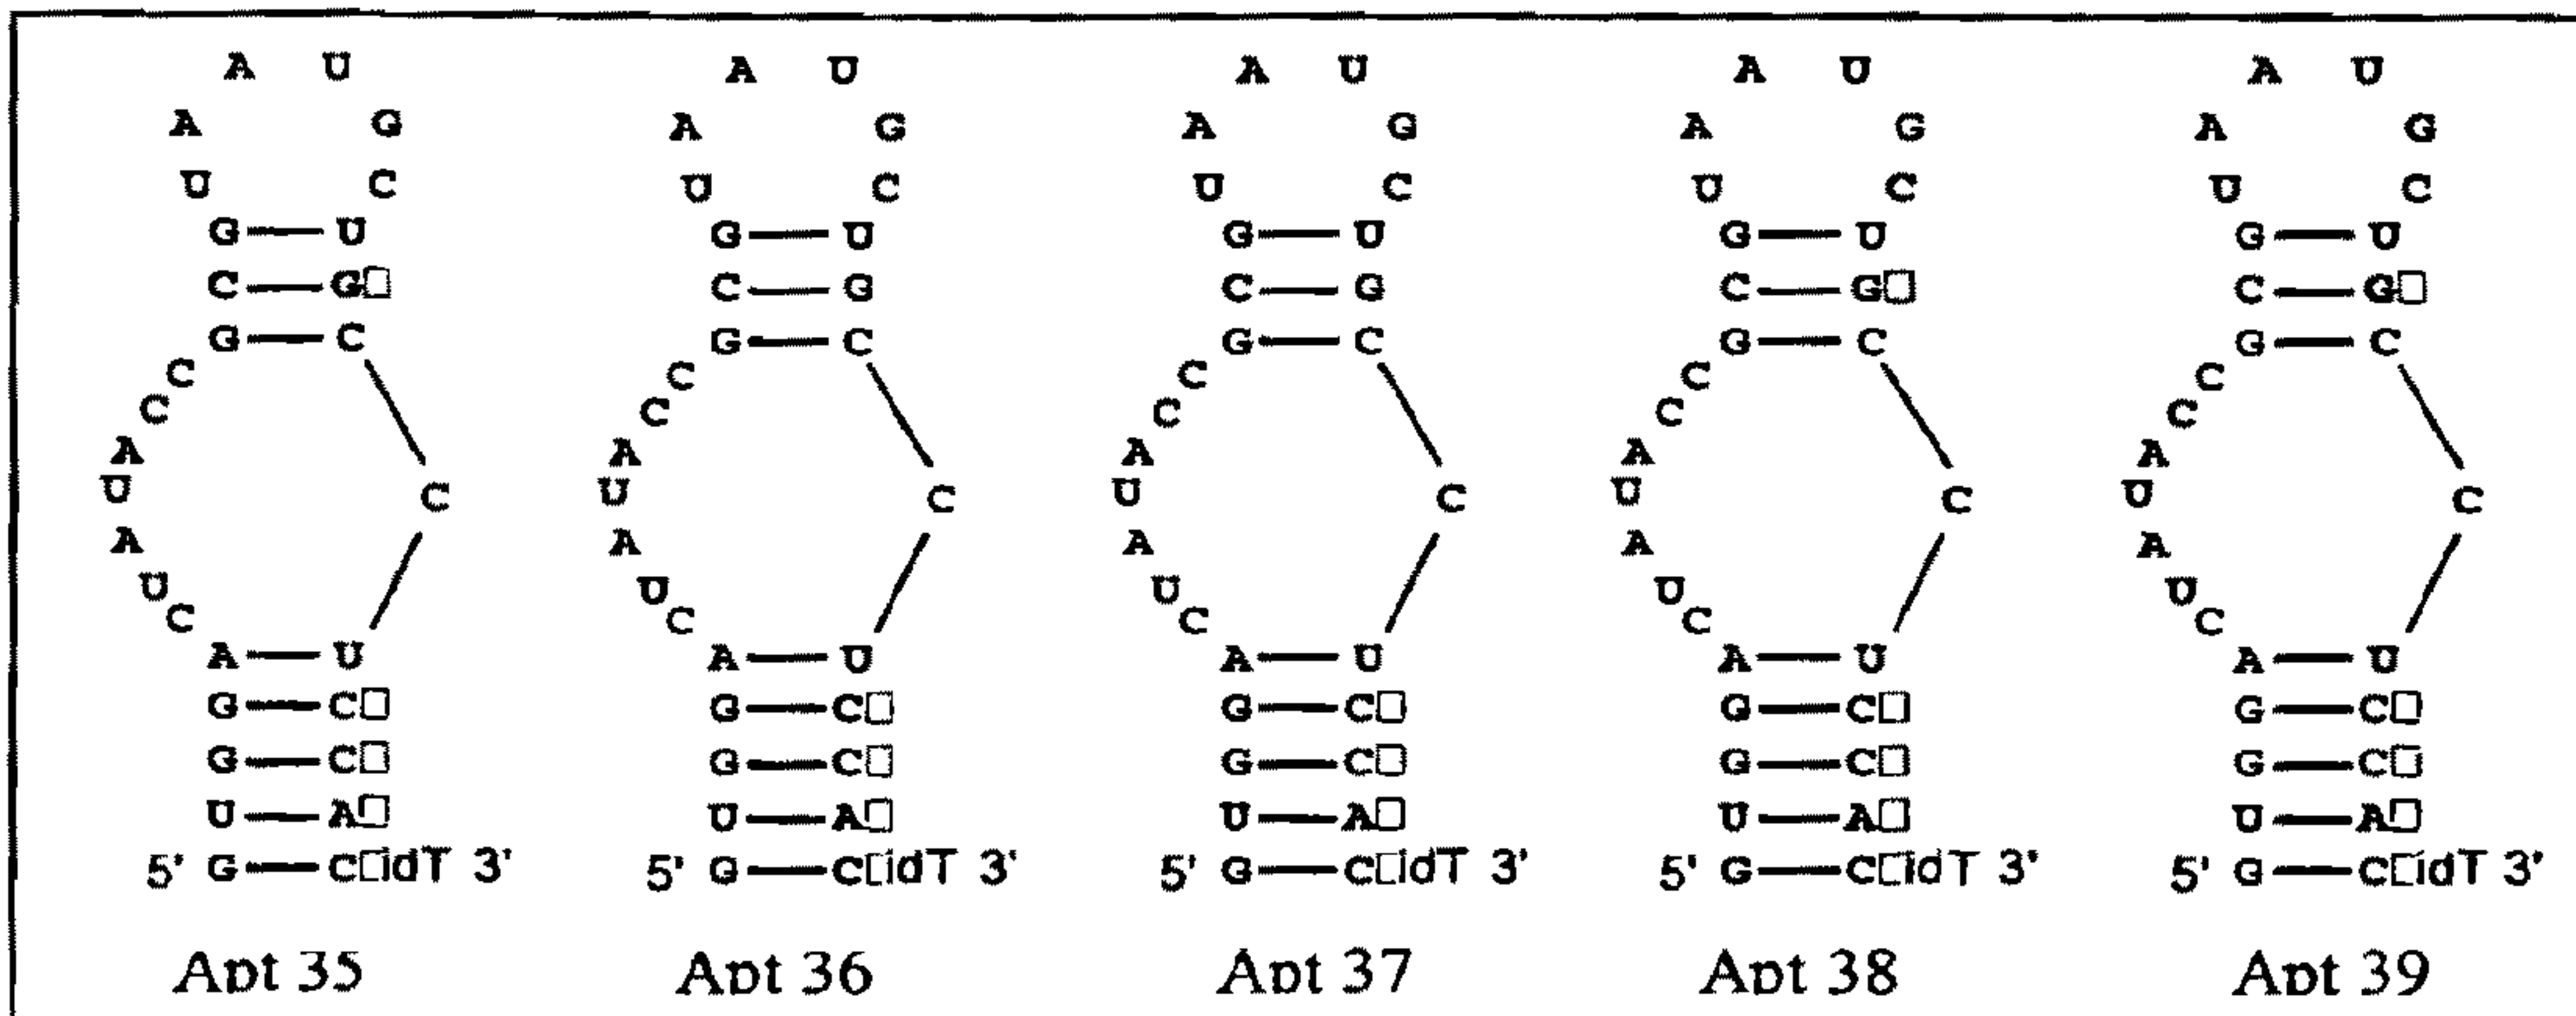 A U A U A U A U A U
A G A G A G A G A G
U C U C U C U C U C
G—U G—U G—U G—U G—U
C—G□ C—G C—G C—G□ C—G□
G—C G—C G—C G—C G—C
C C C C C
C C C C C
A A A A A
U C U C U C U C U C
A A A A A
U U U U U
C C C C C
A—U A—U A—U A—U A—U
G—C□ G—C□ G—C□ G—C□ G—C□
G—C□ G—C□ G—C□ G—C□ G—C□
U—A□ U—A□ U—A□ U—A□ U—A□
5' G—C□idT 3' 5' G—C□idT 3' 5' G—C□idT 3' 5' G—C□idT 3' 5' G—C□idT 3'
Apt 35 Apt 36 Apt 37 Apt 38 Apt 39